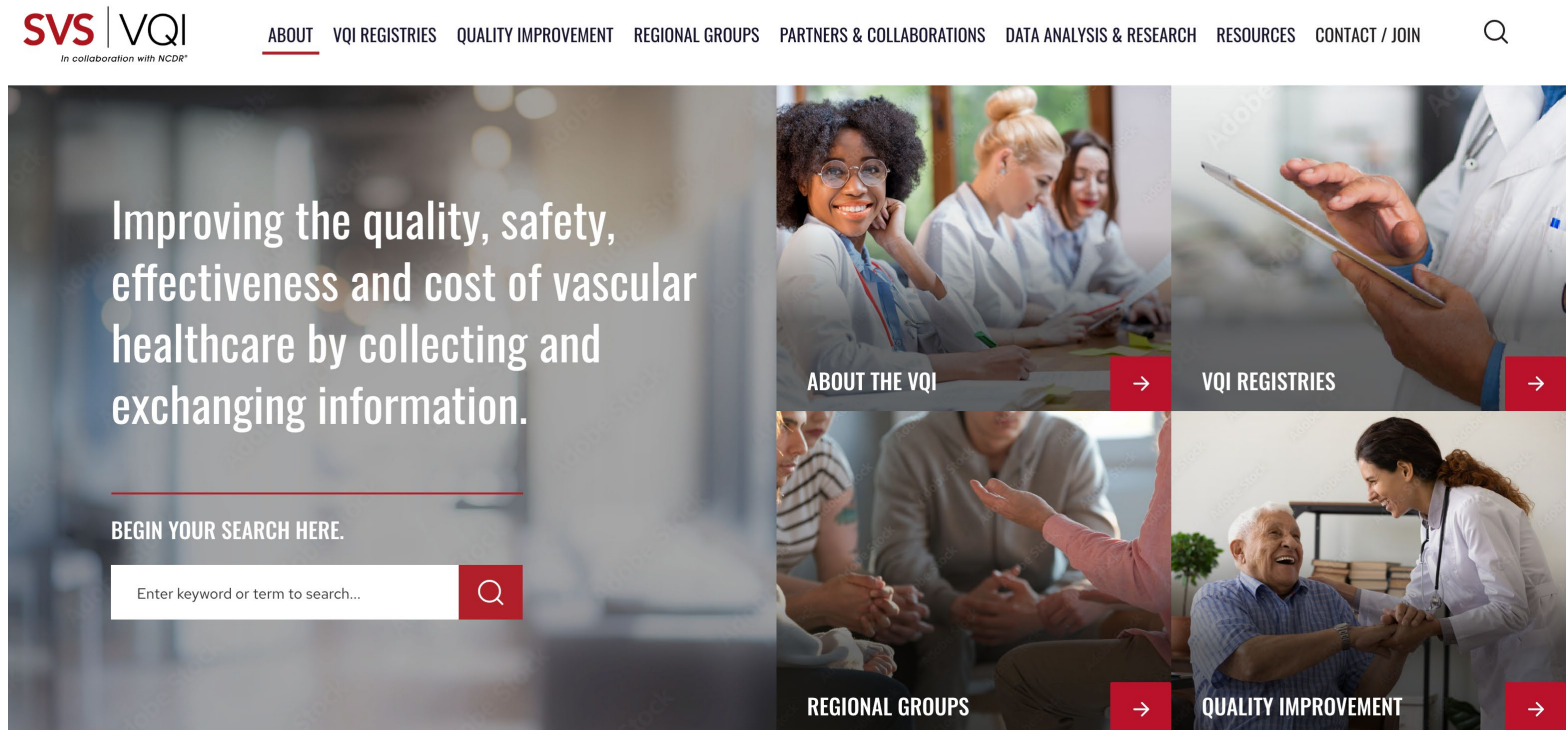 SVS | VQI
In collaboration with NCDR®
ABOUT
VQI REGISTRIES
QUALITY IMPROVEMENT
REGIONAL GROUPS
PARTNERS & COLLABORATIONS
DATA ANALYSIS & RESEARCH
RESOURCES
CONTACT / JOIN
Improving the quality, safety,
effectiveness and cost of vascular
healthcare by collecting and
exchanging information.
BEGIN YOUR SEARCH HERE.
Enter keyword or term to search...
ABOUT THE VQI
VQI REGISTRIES
REGIONAL GROUPS
QUALITY IMPROVEMENT